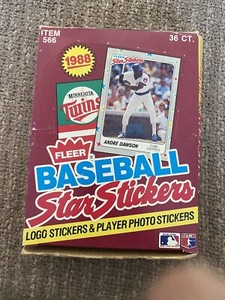 ITEM
566
36 CT.
1988
MINNESOTA
Twins
FLEER
Star Stickers
ANDRE DAWSON
FLEER
BASEBALL
Star Stickers
LOGO STICKERS & PLAYER PHOTO STICKERS